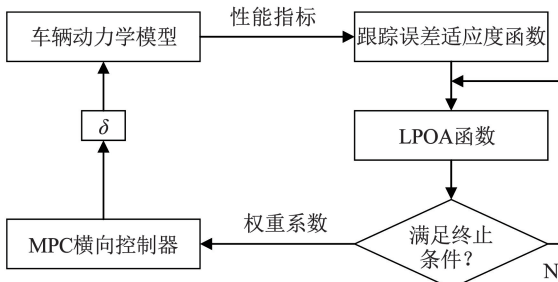 车辆动力学模型
性能指标
跟踪误差适应度函数
δ
LPOA函数
满足终止
条件？
权重系数
MPC横向控制器
N